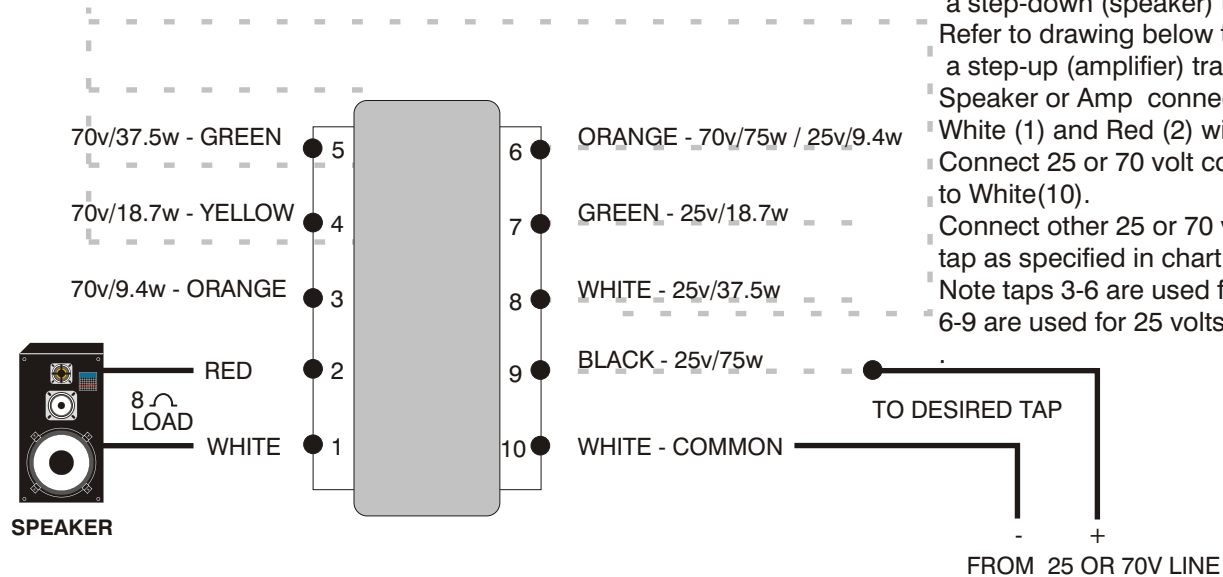 a step-down (speaker)
Refer to drawing below
a step-up (amplifier)
Speaker or Amp
White (1) and Red (2)
Connect 25 or 70 volt
to White(10).
Connect other 25 or 70
tap as specified in chart
Note taps 3-6 are used
6-9 are used for 25 volts
.
70v/37.5w - GREEN
5
6
ORANGE - 70v/75w / 25v/9.4w
70v/18.7w - YELLOW
4
7
GREEN - 25v/18.7w
70v/9.4w - ORANGE
3
8
WHITE - 25v/37.5w
RED
2
9
BLACK - 25v/75w
8 Ω
LOAD
TO DESIRED TAP
WHITE
1
10
WHITE - COMMON
SPEAKER
- +
FROM 25 OR 70V LINE